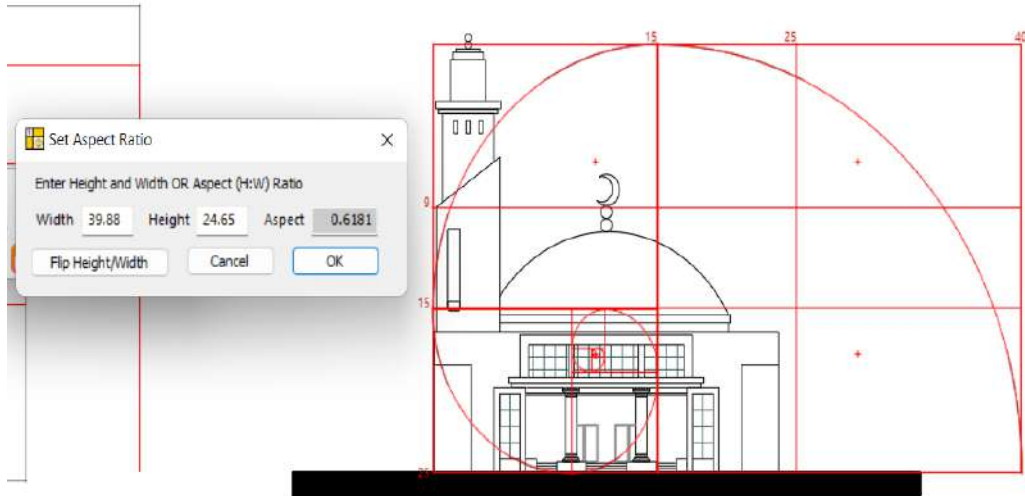 15 25 40
Set Aspect Ratio
Enter Height and Width OR Aspect (H:W) Ratio
Width 39.88 Height 24.65 Aspect 0.6181
Flip Height/Width Cancel OK
9
15
25